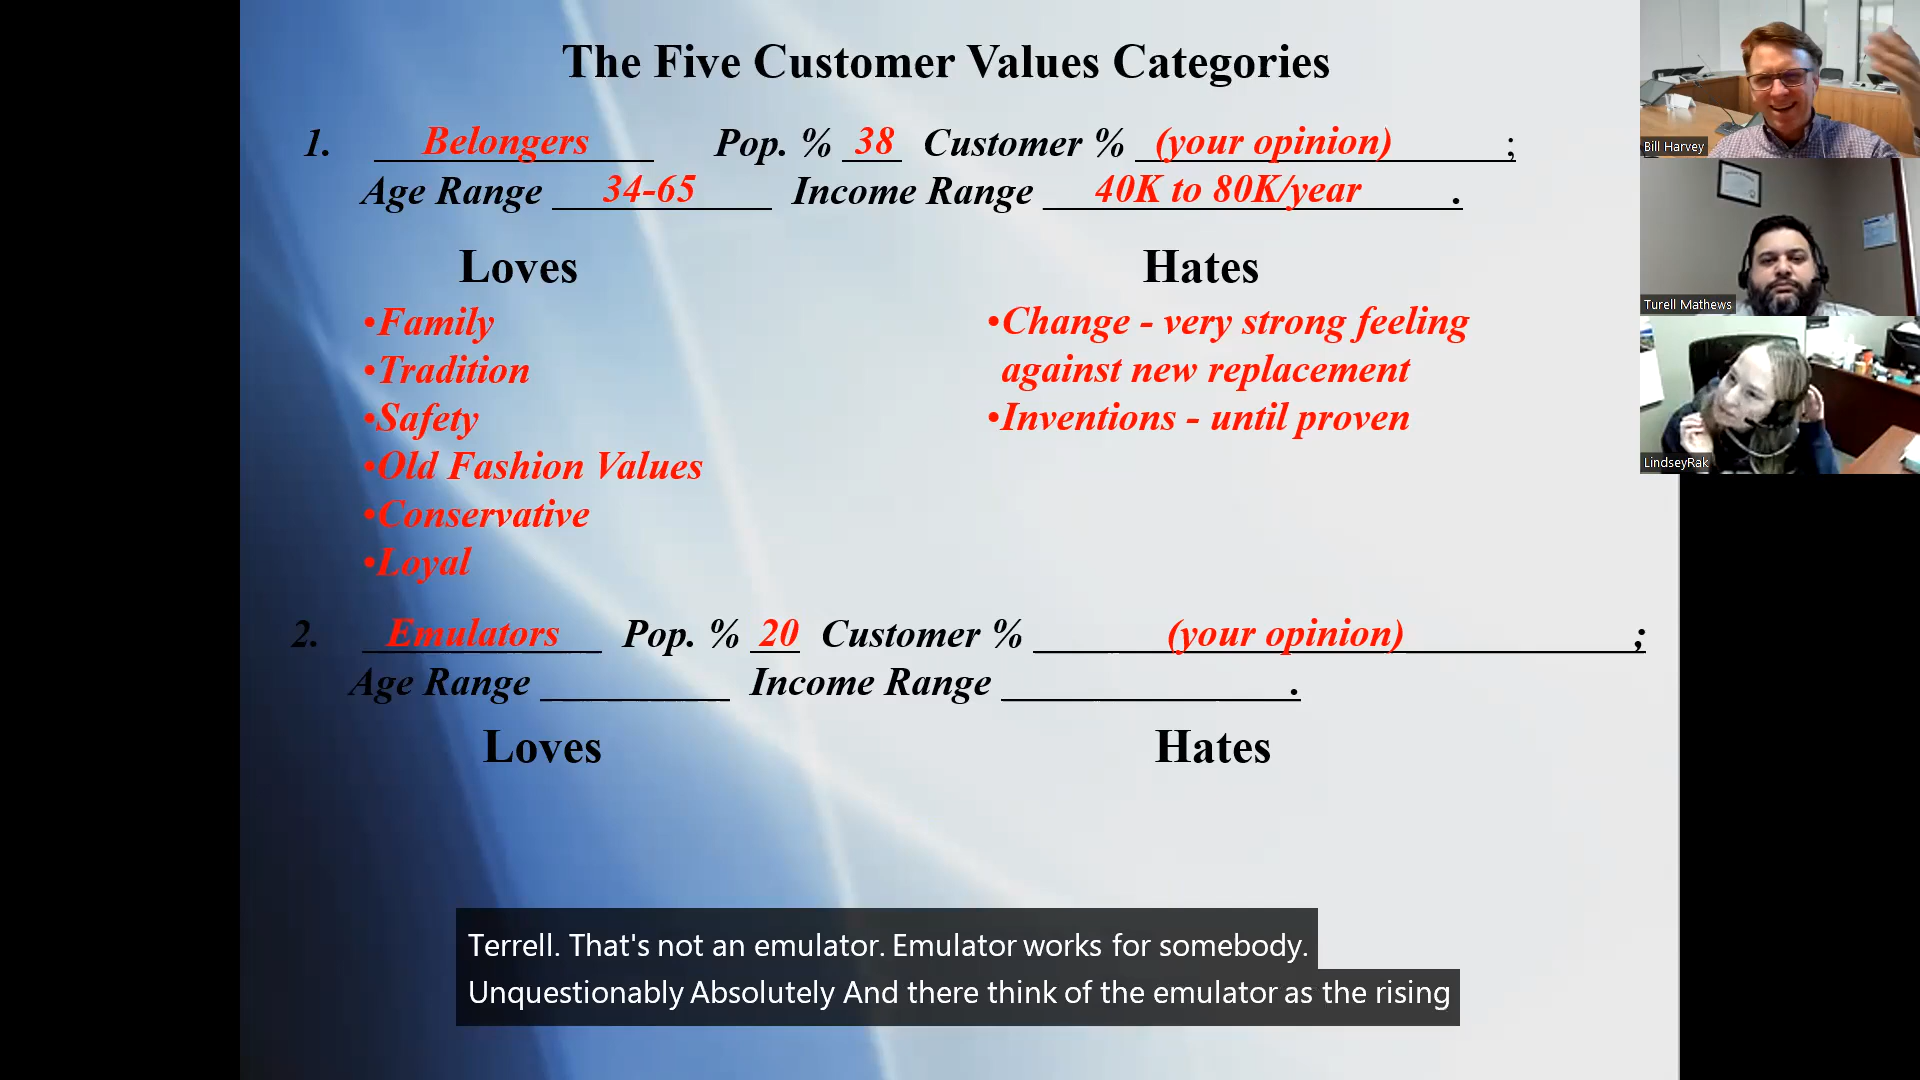 The Five Customer Values Categories
1. Belongers Pop. % 38 Customer % (your opinion) ;
Age Range 34-65 Income Range 40K to 80K/year .
Loves
Hates
•Family
•Tradition
•Safety
•Old Fashion Values
•Conservative
•Loyal
•Change - very strong feeling
against new replacement
•Inventions - until proven
2. Emulators Pop. % 20 Customer % (your opinion) ;
Age Range Income Range .
Loves
Hates
Terrell. That's not an emulator. Emulator works for somebody.
Unquestionably Absolutely And there think of the emulator as the rising
Bill Harvey
Turell Mathews
LindseyRak